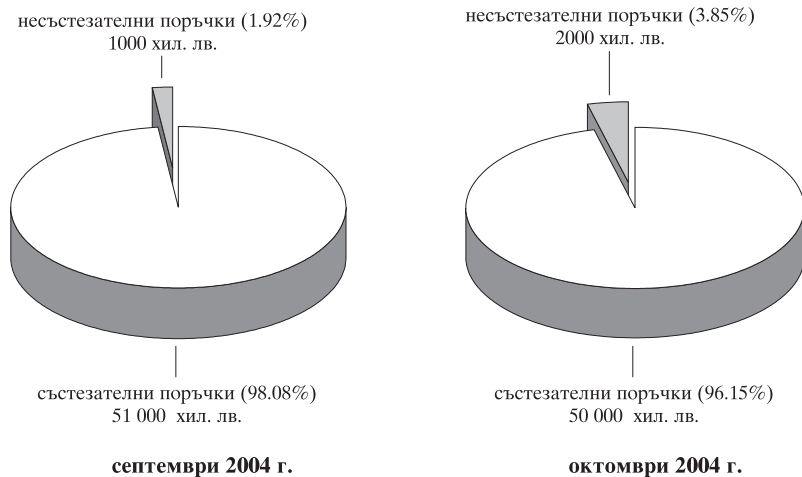 несъстезателни поръчки (1.92%)
1000 хил. лв.
състезателни поръчки (98.08%)
51 000 хил. лв.
септември 2004 г.
несъстезателни поръчки (3.85%)
2000 хил. лв.
състезателни поръчки (96.15%)
50 000 хил. лв.
октомври 2004 г.